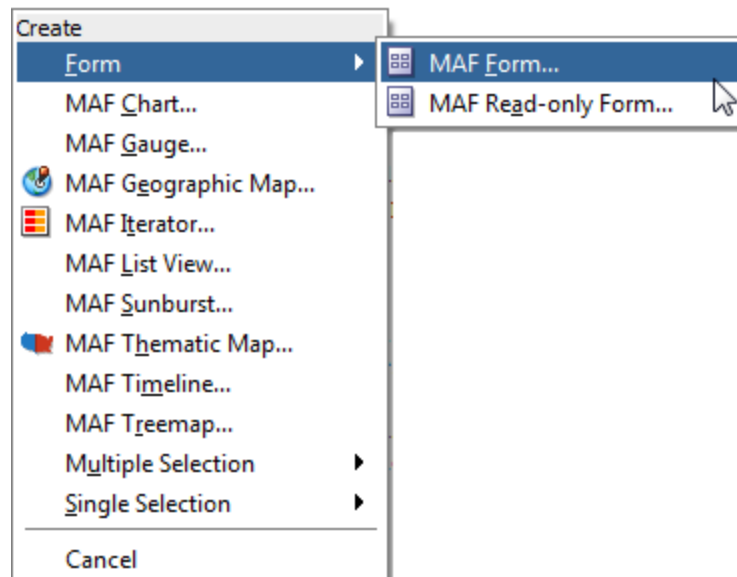 Create
Form
MAF Form...
MAF Read-only Form...
MAF Chart...
MAF Gauge...
MAF Geographic Map...
MAF Iterator...
MAF List View...
MAF Sunburst...
MAF Thematic Map...
MAF Timeline...
MAF Treemap...
Multiple Selection
Single Selection
Cancel